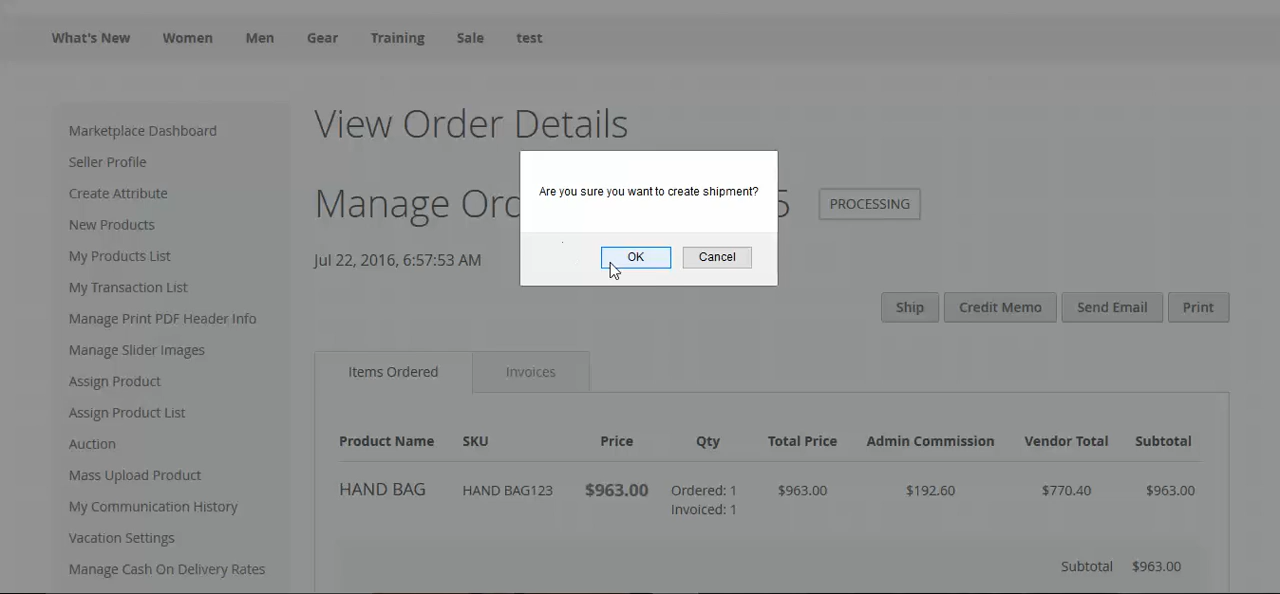 What's New Women Men Gear Training Sale test
Marketplace Dashboard
Seller Profile
Create Attribute
New Products
My Products List
My Transaction List
Manage Print PDF Header Info
Manage Slider Images
Assign Product
Assign Product List
Auction
Mass Upload Product
My Communication History
Vacation Settings
Manage Cash On Delivery Rates
View Order Details
Are you sure you want to create shipment?
OK Cancel
Manage Ord 5 PROCESSING
Jul 22, 2016, 6:57:53 AM
Ship Credit Memo Send Email Print
Items Ordered Invoices
Product Name SKU Price Qty Total Price Admin Commission Vendor Total Subtotal
HAND BAG HAND BAG123 $963.00 Ordered: 1 $963.00 $192.60 $770.40 $963.00
Invoiced: 1
Subtotal $963.00